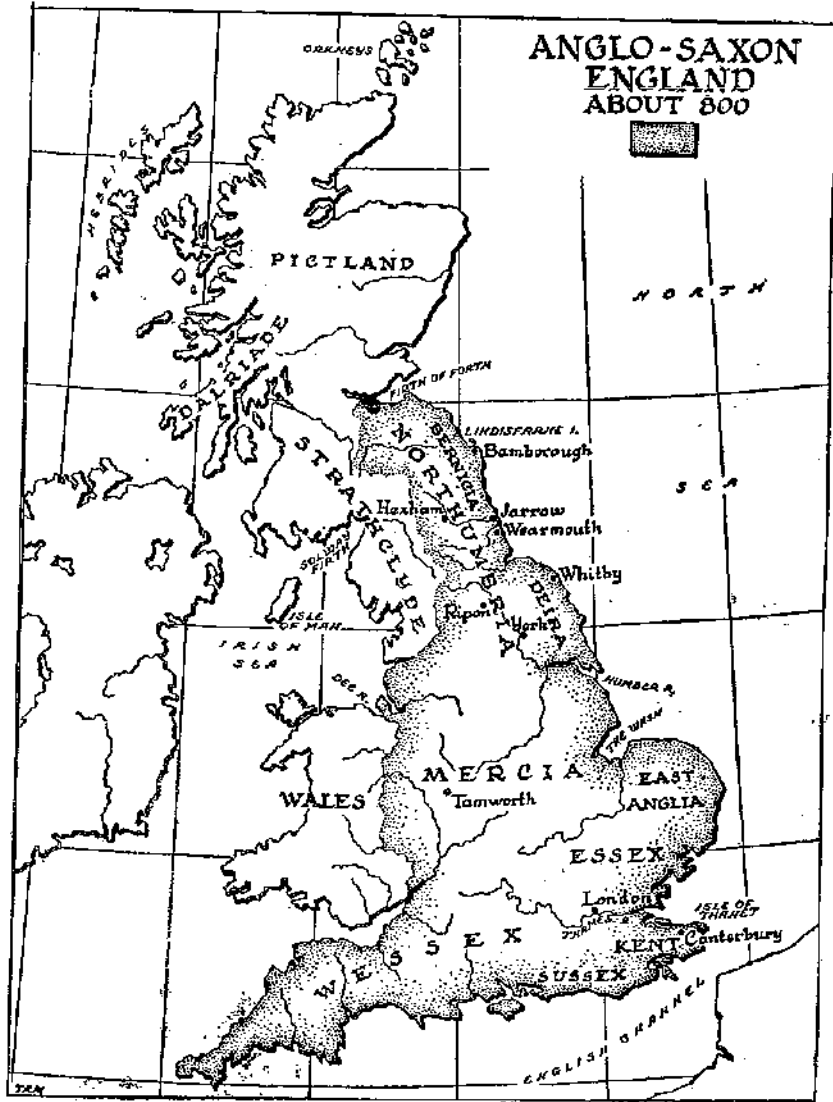 ANGLO-SAXON
ENGLAND
ABOUT 800
ORKNEYS
HEBRIDES
PICTLAND
NORTH
SEA
DALRIADE
FIRTH OF FORTH
LINDISFARNE I.
BERNICIA
Bamborough
NORTHUMBRIA
STRATHCLYDE
Hexham
Jarrow
Wearmouth
SOLWAY
FIRTH
Whitby
DEIRA
Ripon
York
ISLE
OF MAN
IRISH
SEA
HUMBER R.
DEE R.
THE WASH
MERCIA
Tamworth
WALES
EAST
ANGLIA
ESSEX
London
ISLE OF
THANET
THAMES R.
KENT
Canterbury
WESSEX
SUSSEX
ENGLISH CHANNEL
TRM